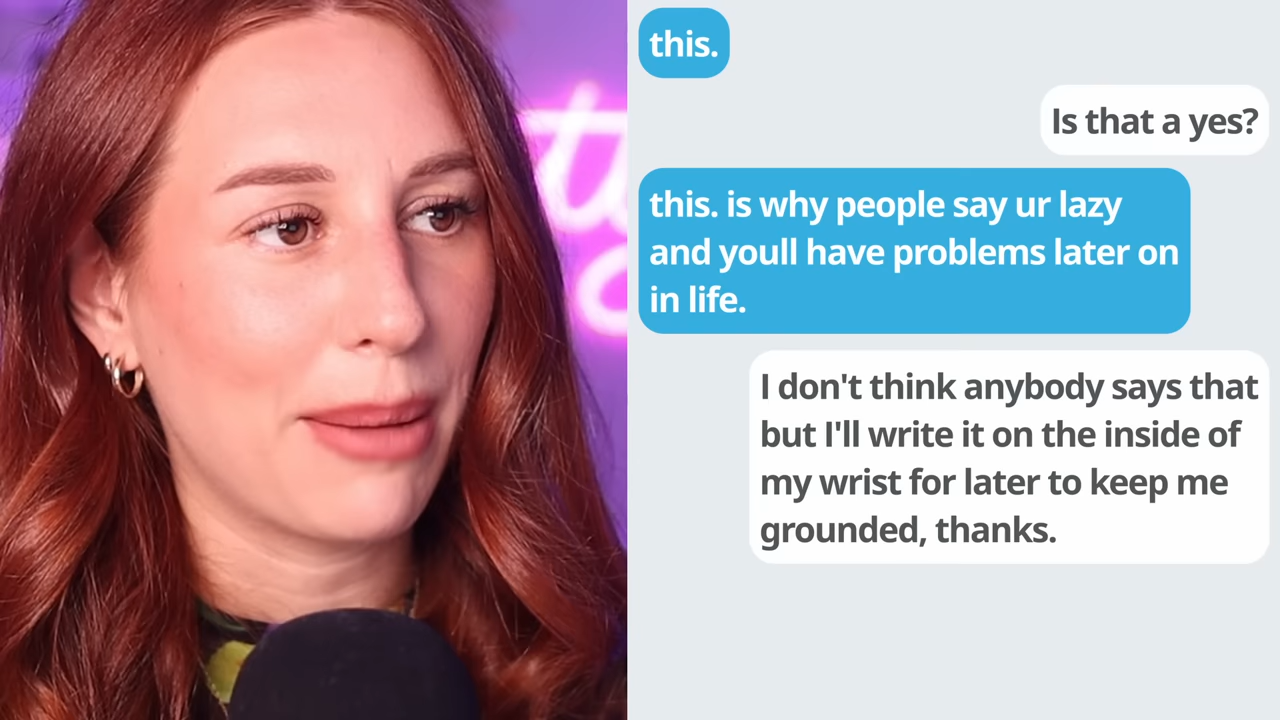 this.
Is that a yes?
this. is why people say ur lazy
and youll have problems later on
in life.
I don't think anybody says that
but I'll write it on the inside of
my wrist for later to keep me
grounded, thanks.